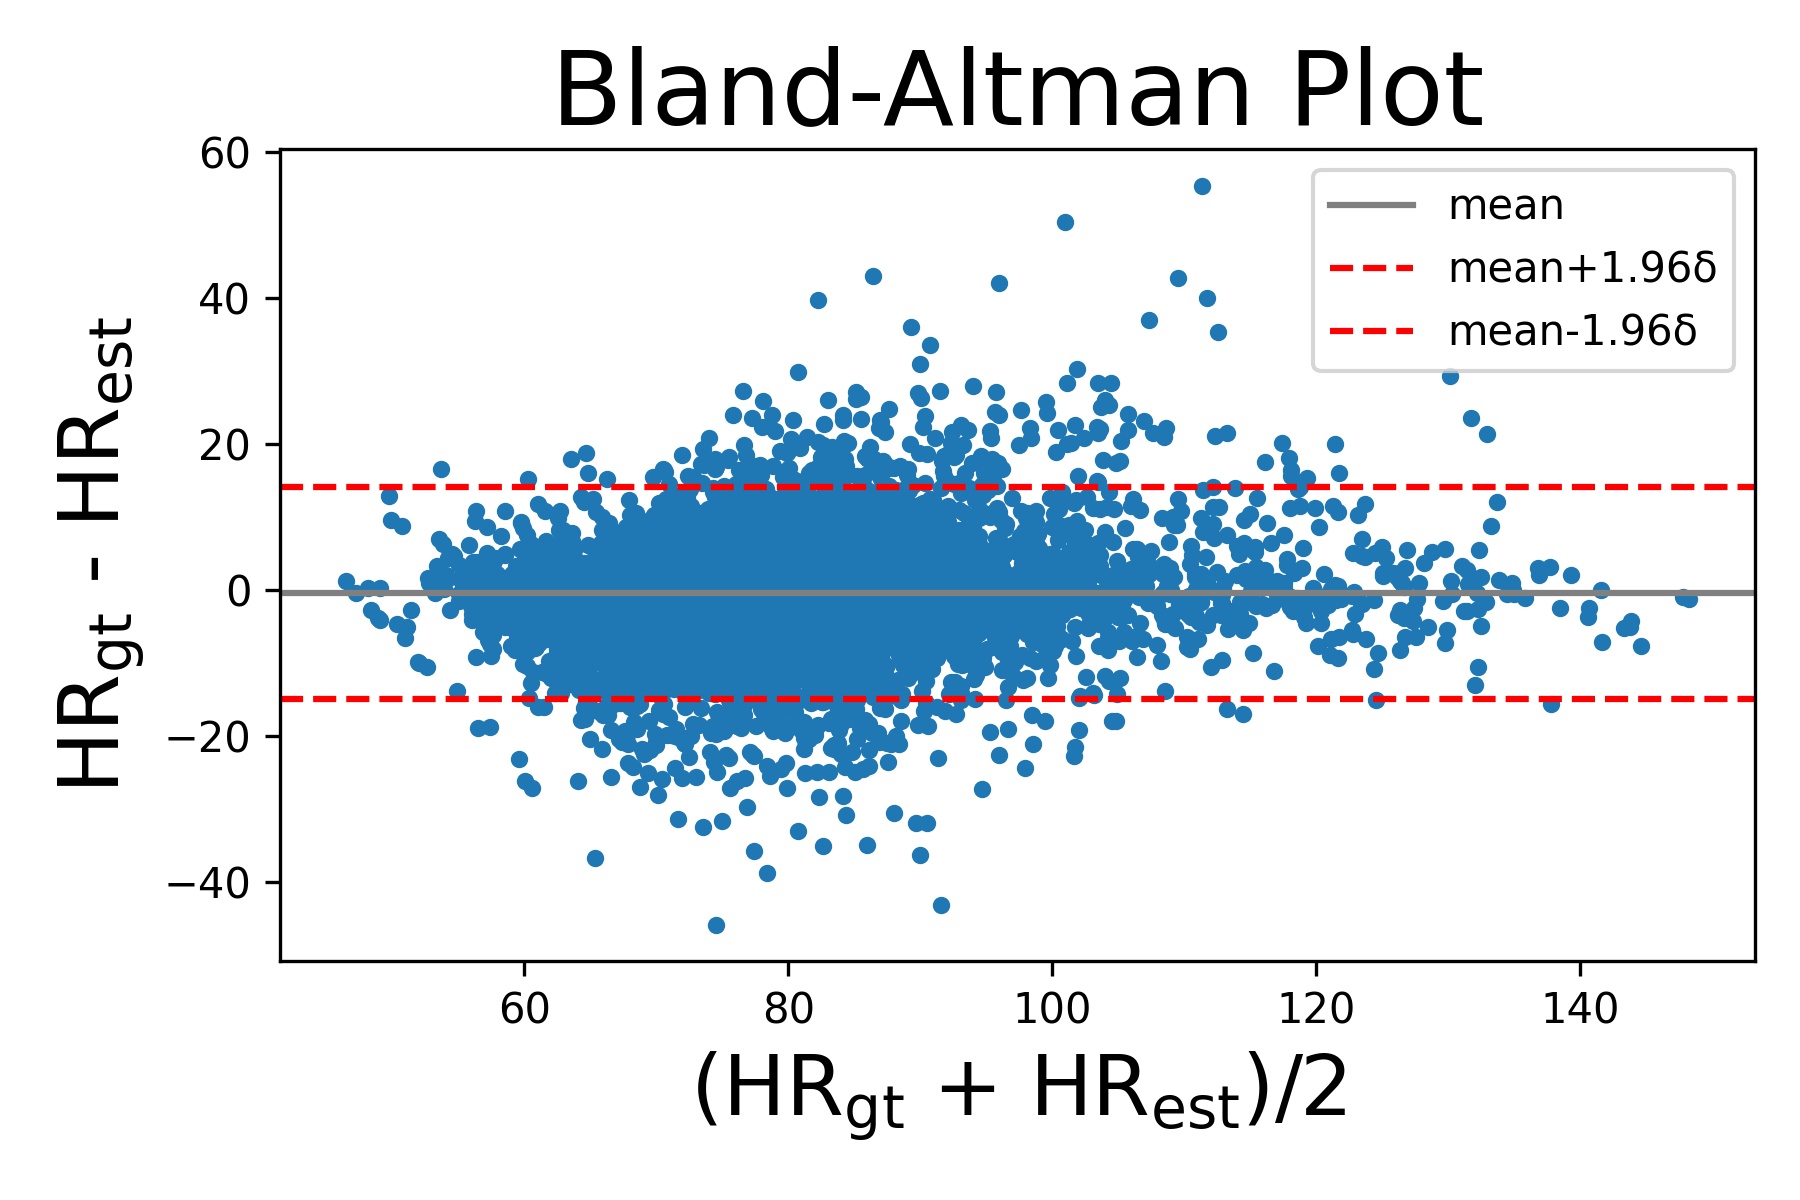 Bland-Altman Plot
HRgt - HRest
60
40
20
0
−20
−40
mean
mean+1.96δ
mean-1.96δ
60 80 100 120 140
(HRgt + HRest)/2